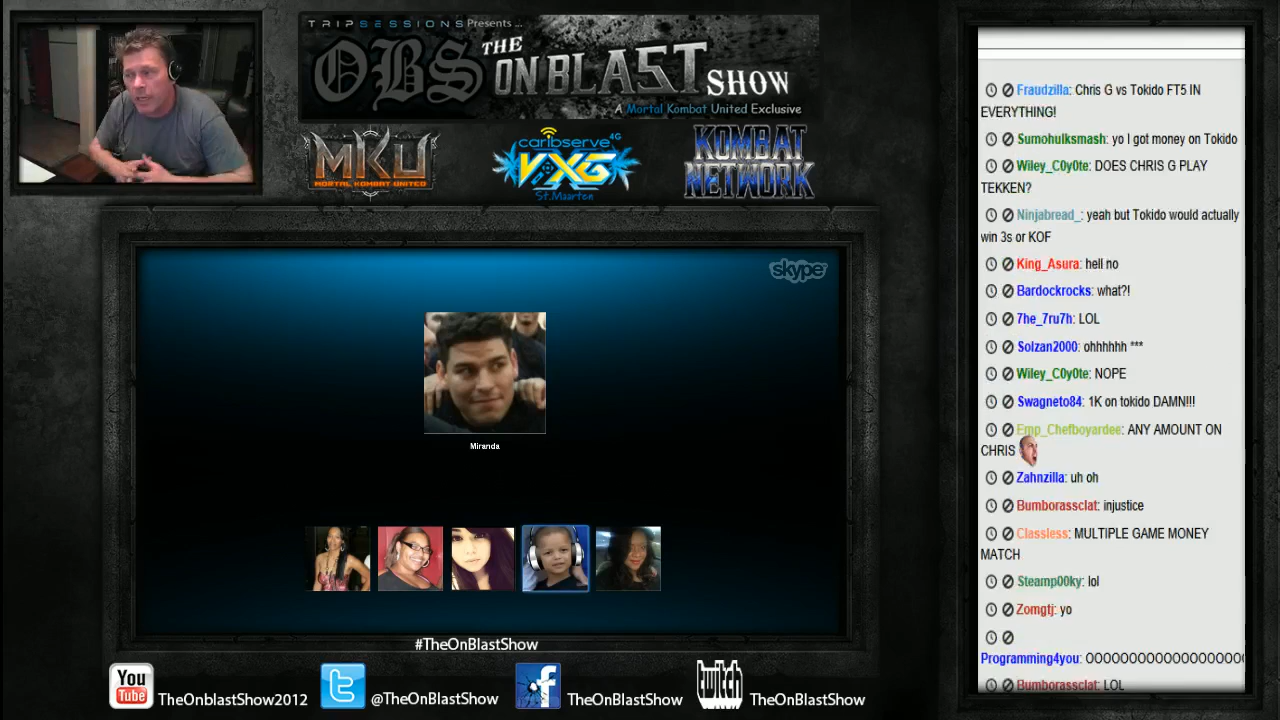 TRIPSESSIONS Presents ...
OBS THE ON BLAST SHOW
A Mortal Kombat United Exclusive
MKU
MORTAL KOMBAT UNITED
caribserve 4G
VXG
St.Maarten
KOMBAT
NETWORK
skype
Miranda
#TheOnBlastShow
You
Tube
TheOnblastShow2012
@TheOnBlastShow
TheOnBlastShow
twitch
TheOnBlastShow
Fraudzilla: Chris G vs Tokido FT5 IN
EVERYTHING!
Sumohulksmash: yo I got money on Tokido
Wiley_C0y0te: DOES CHRIS G PLAY
TEKKEN?
Ninjabread_: yeah but Tokido would actually
win 3s or KOF
King_Asura: hell no
Bardockrocks: what?!
7he_7ru7h: LOL
Solzan2000: ohhhhhh ***
Wiley_C0y0te: NOPE
Swagneto84: 1K on tokido DAMN!!!
Emp_Chefboyardee: ANY AMOUNT ON
CHRIS
Zahnzilla: uh oh
Bumborassclat: injustice
Classless: MULTIPLE GAME MONEY
MATCH
Steamp00ky: lol
Zomgtj: yo
Programming4you: OOOOOOOOOOOOOOOOOO
Bumborassclat: LOL